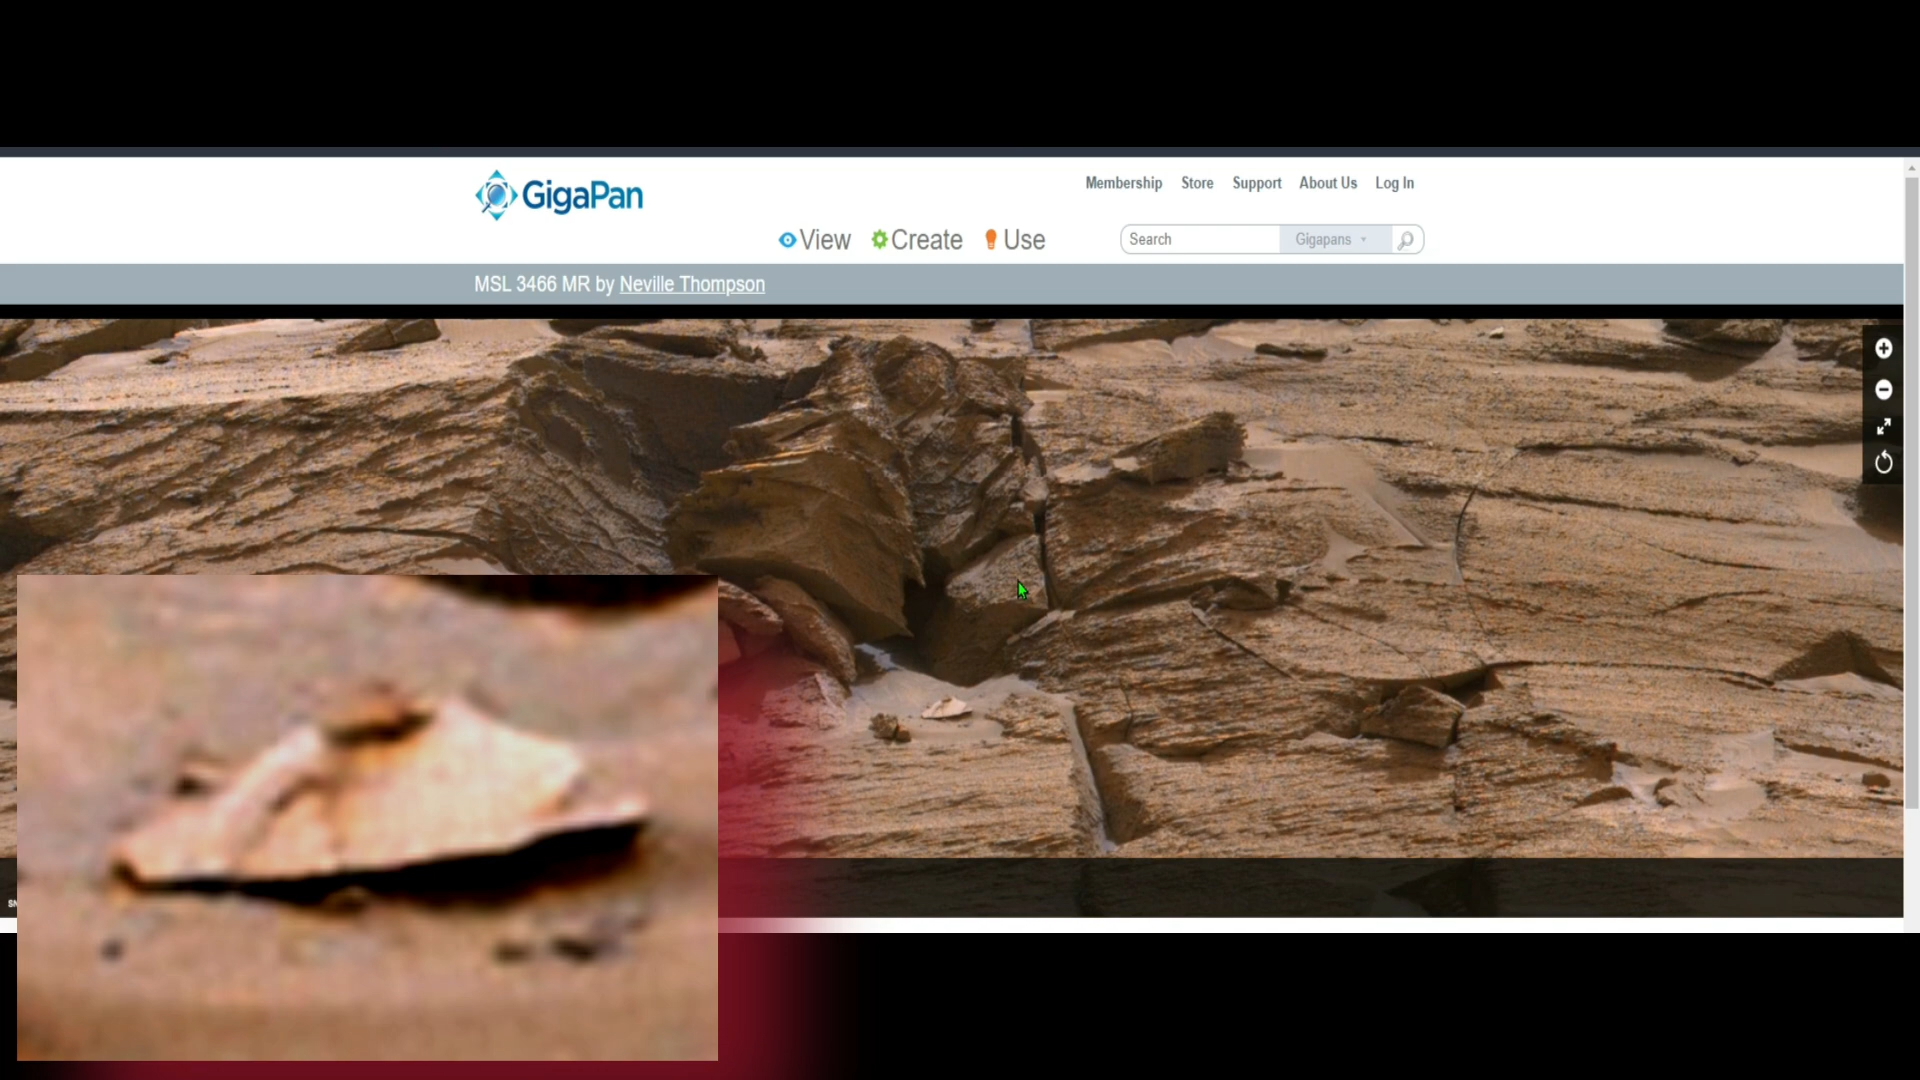 GigaPan
Membership Store Support About Us Log In
View Create Use
Search Gigapans
MSL 3466 MR by Neville Thompson